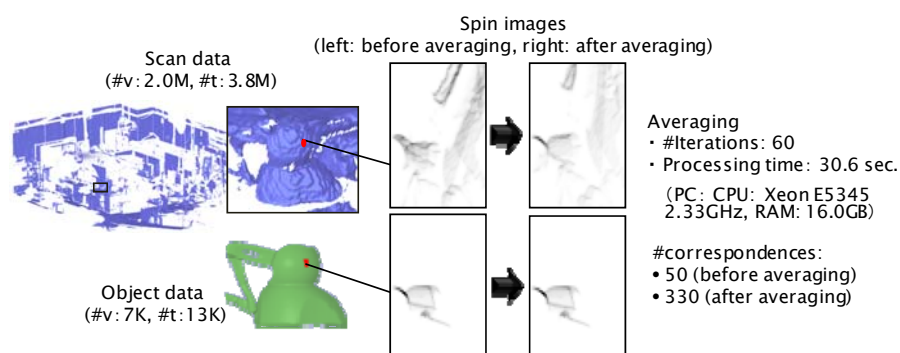 Spin images
(left: before averaging, right: after averaging)
Scan data
(#v: 2.0M, #t: 3.8M)
Averaging
・#Iterations: 60
・Processing time: 30.6 sec.
(PC: CPU: Xeon E5345
2.33GHz, RAM: 16.0GB)
#correspondences:
• 50 (before averaging)
• 330 (after averaging)
Object data
(#v: 7K, #t: 13K)